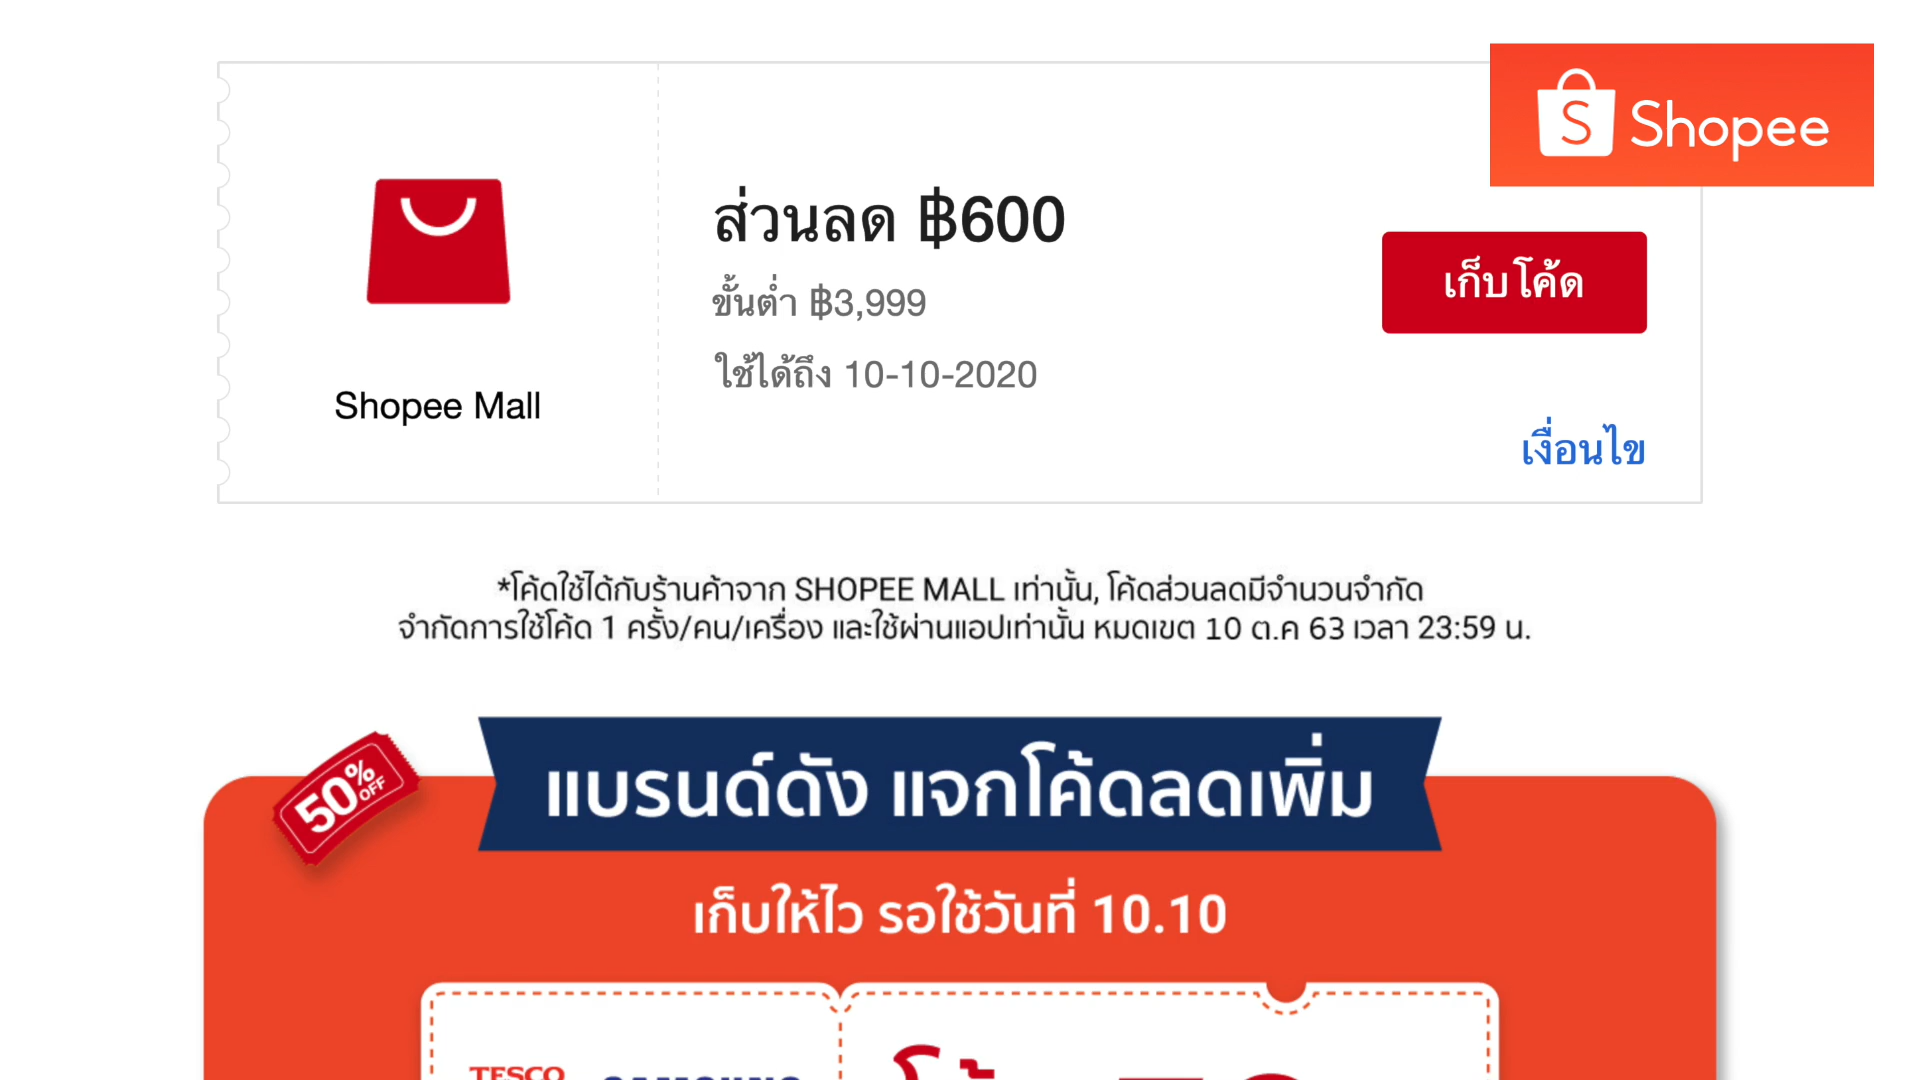 Shopee
ส่วนลด ฿600
ขั้นต่ำ ฿3,999
ใช้ได้ถึง 10-10-2020
เก็บโค้ด
Shopee Mall
เงื่อนไข
*โค้ดใช้ได้กับร้านค้าจาก SHOPEE MALL เท่านั้น, โค้ดส่วนลดมีจำนวนจำกัด
จำกัดการใช้โค้ด 1 ครั้ง/คน/เครื่อง และใช้ผ่านแอปเท่านั้น หมดเขต 10 ต.ค 63 เวลา 23:59 น.
50% OFF
แบรนด์ดัง แจกโค้ดลดเพิ่ม
เก็บให้ไว รอใช้วันที่ 10.10
TESCO